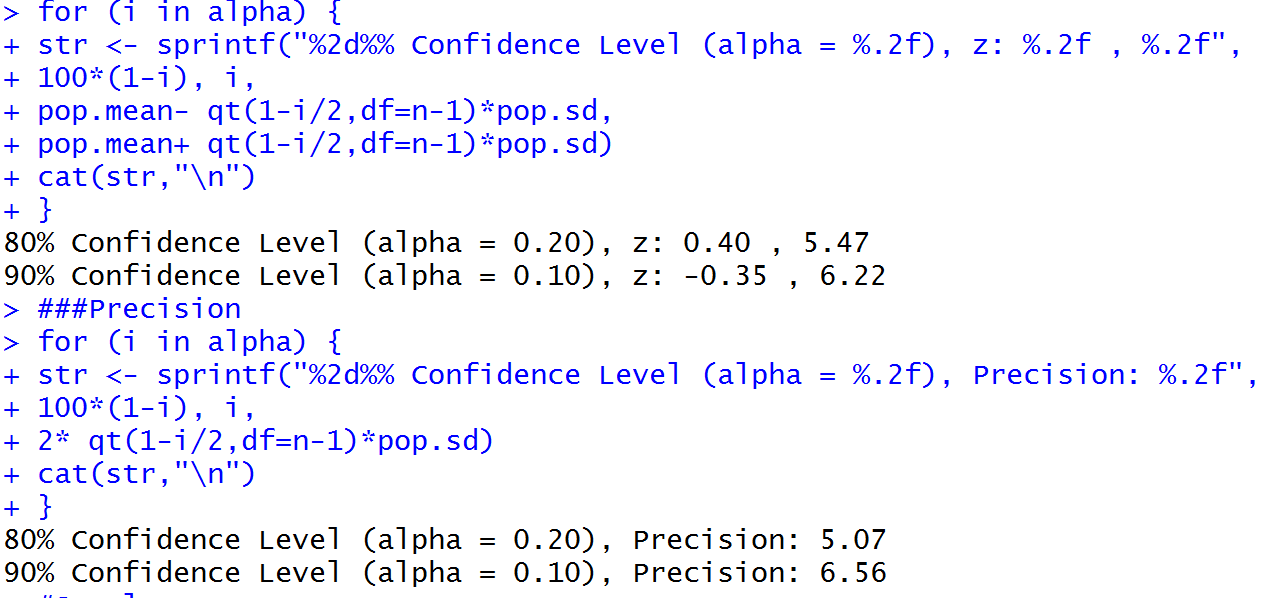 > for (i in alpha) {
+ str <- sprintf("%2d%% Confidence Level (alpha = %.2f), z: %.2f , %.2f",
+ 100*(1-i), i,
+ pop.mean- qt(1-i/2,df=n-1)*pop.sd,
+ pop.mean+ qt(1-i/2,df=n-1)*pop.sd)
+ cat(str,"\n")
+ }
80% Confidence Level (alpha = 0.20), z: 0.40 , 5.47
90% Confidence Level (alpha = 0.10), z: -0.35 , 6.22
> ###Precision
> for (i in alpha) {
+ str <- sprintf("%2d%% Confidence Level (alpha = %.2f), Precision: %.2f",
+ 100*(1-i), i,
+ 2* qt(1-i/2,df=n-1)*pop.sd)
+ cat(str,"\n")
+ }
80% Confidence Level (alpha = 0.20), Precision: 5.07
90% Confidence Level (alpha = 0.10), Precision: 6.56